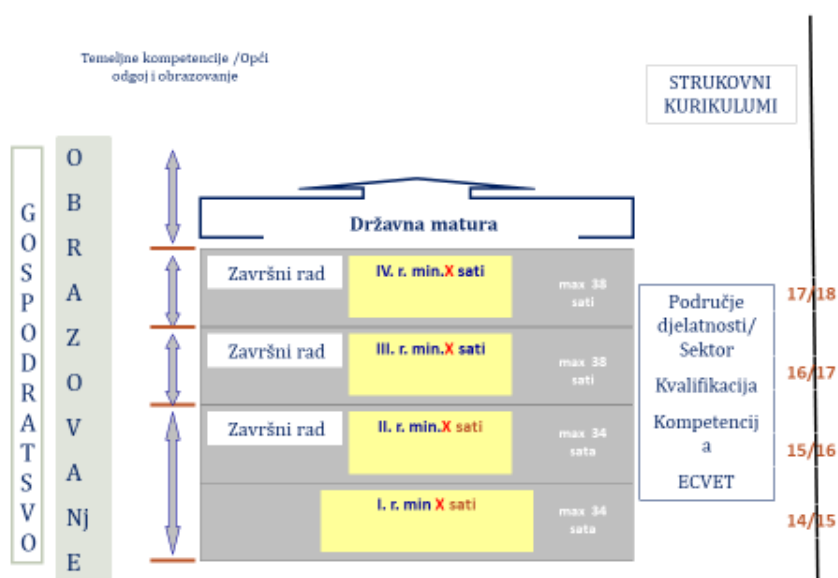 Temeljne kompetencije /Opći
odgoj i obrazovanje
STRUKOVNI
KURIKULUMI
G
O
S
P
O
D
R
A
T
S
V
O
O
B
R
A
Z
O
V
A
Nj
E
Državna matura
Završni rad
IV. r. min.X sati
max 38
sati
Završni rad
III. r. min.X sati
max 38
sati
Završni rad
II. r. min.X sati
max 34
sata
I. r. min X sati
max 34
sata
Područje
djelatnosti/
Sektor
Kvalifikacija
Kompetencij
a
ECVET
17/18
16/17
15/16
14/15